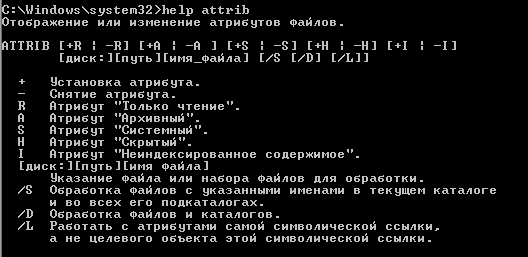 C:\Windows\system32>help attrib
Отображение или изменение атрибутов файлов.
ATTRIB [+R ¦ -R] [+A ¦ -A ] [+S ¦ -S] [+H ¦ -H] [+I ¦ -I]
[диск:][путь][имя_файла] [/S [/D] [/L]]
+ Установка атрибута.
- Снятие атрибута.
R Атрибут "Только чтение".
A Атрибут "Архивный".
S Атрибут "Системный".
H Атрибут "Скрытый".
I Атрибут "Неиндексированное содержимое".
[диск:][путь][имя файла]
Указание файла или набора файлов для обработки.
/S Обработка файлов с указанными именами в текущем каталоге
и во всех его подкаталогах.
/D Обработка файлов и каталогов.
/L Работать с атрибутами самой символической ссылки,
а не целевого объекта этой символической ссылки.